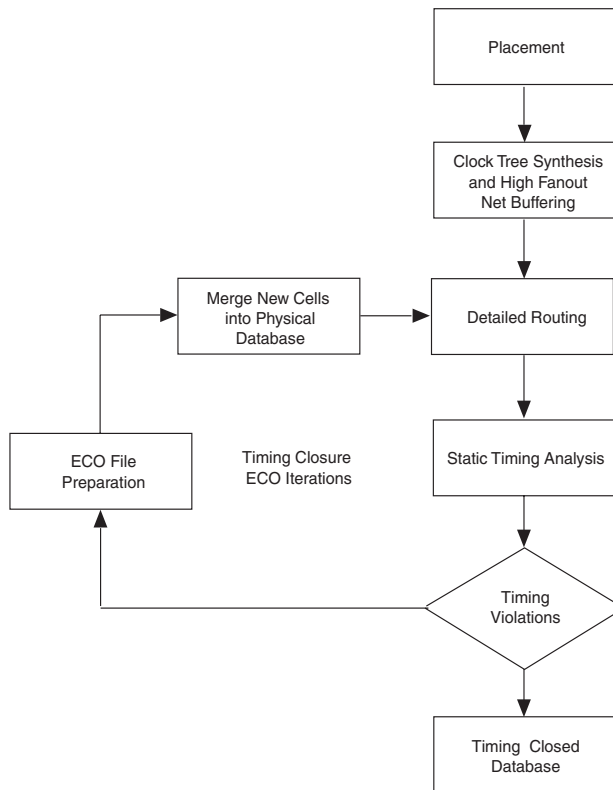 Placement
Clock Tree Synthesis
and High Fanout
Net Buffering
Merge New Cells
into Physical
Database
Detailed Routing
ECO File
Preparation
Timing Closure
ECO Iterations
Static Timing Analysis
Timing
Violations
Timing Closed
Database